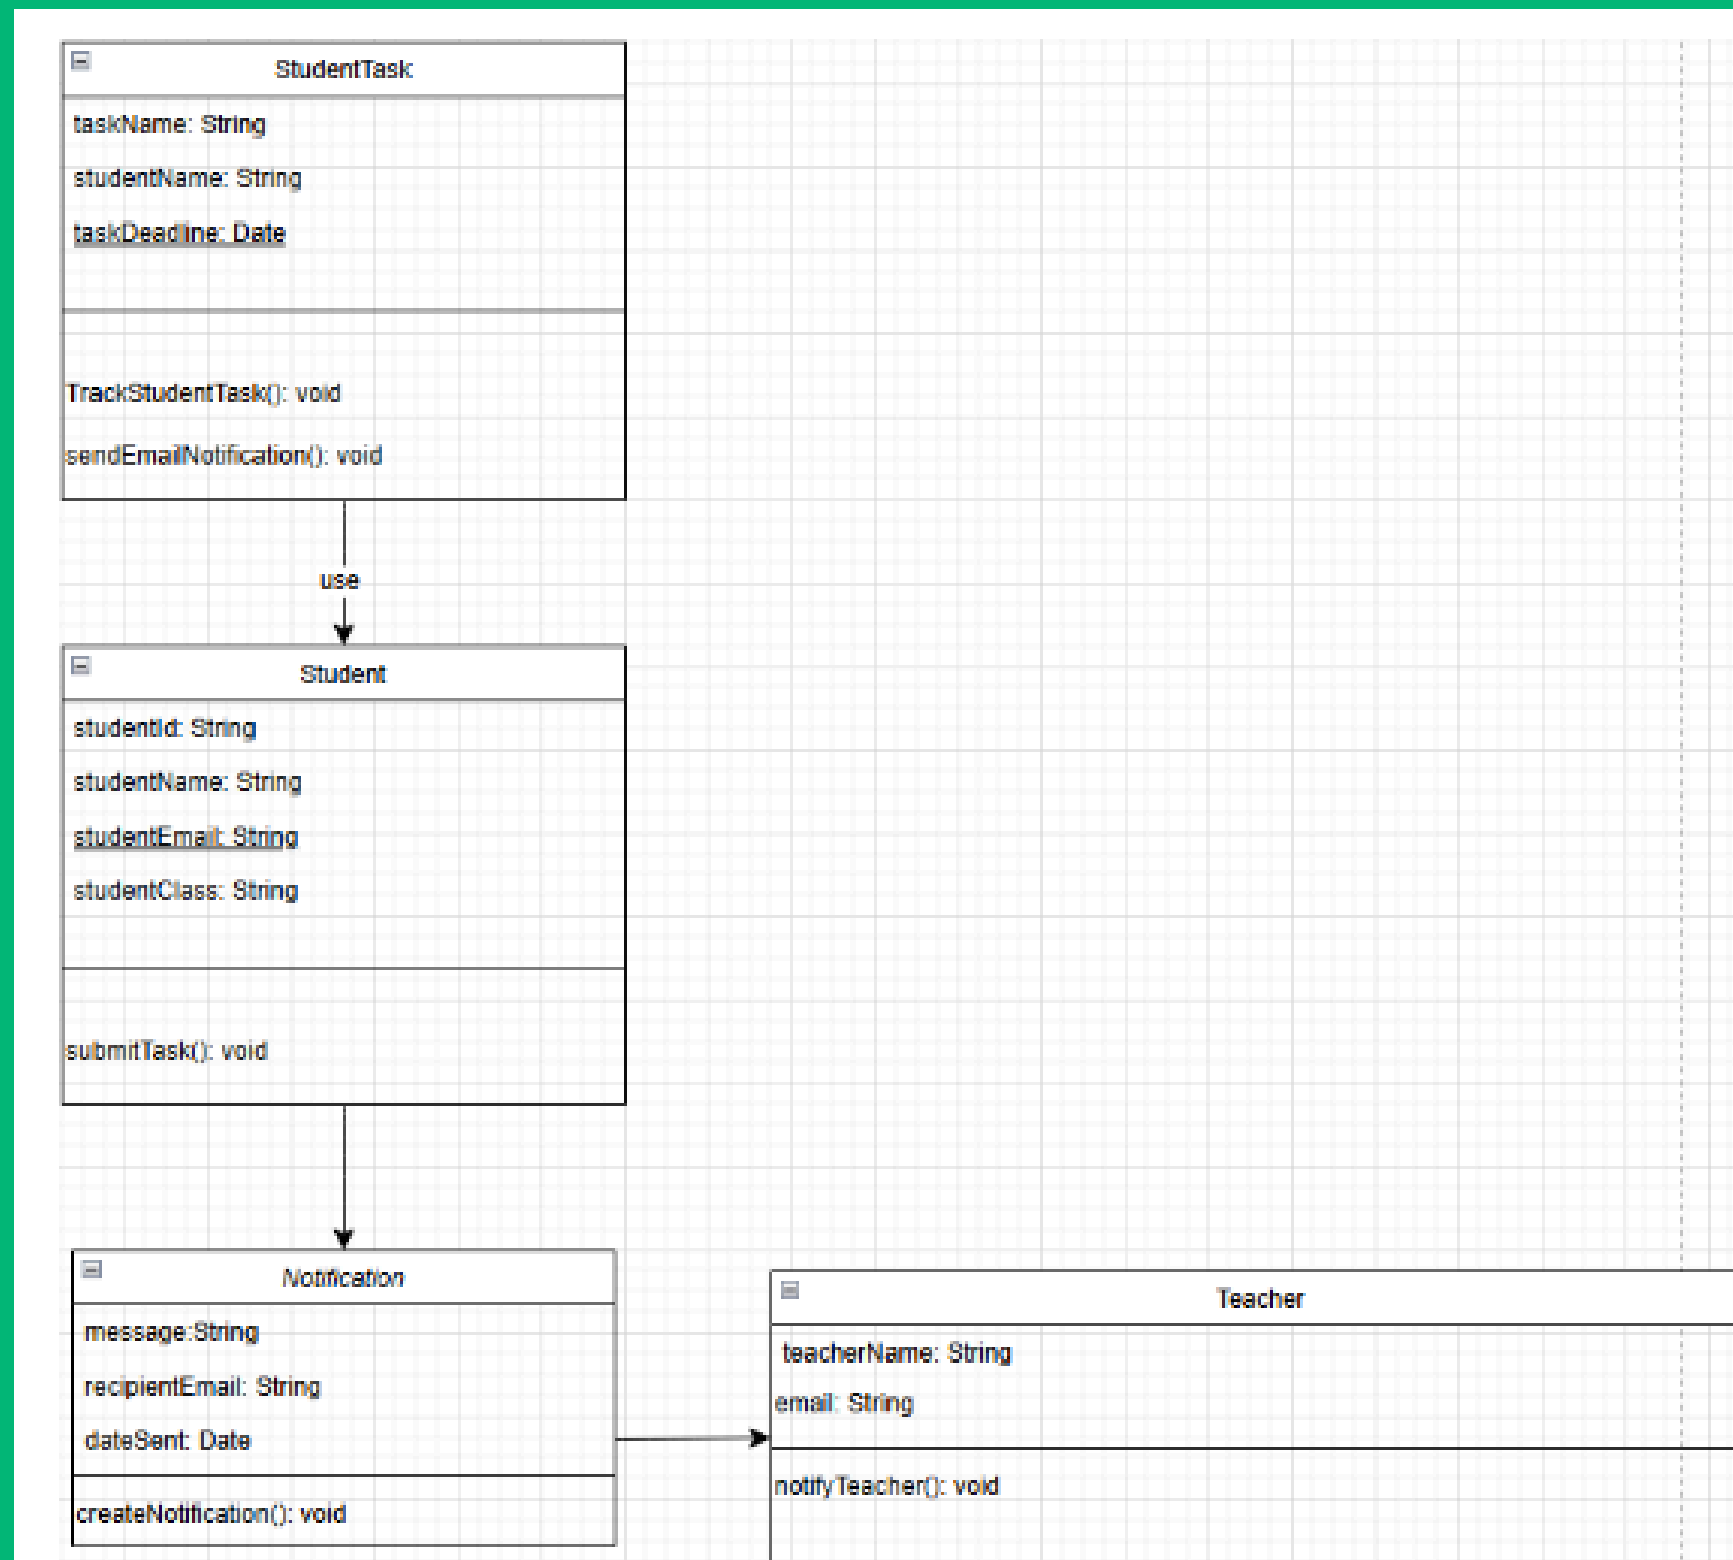 StudentTask
taskName: String
studentName: String
taskDeadline: Date
TrackStudentTask(): void
sendEmailNotification(): void
use
Student
studentId: String
studentName: String
studentEmail: String
studentClass: String
submitTask(): void
Notification
message:String
recipientEmail: String
dateSent: Date
createNotification(): void
Teacher
teacherName: String
email: String
notifyTeacher(): void